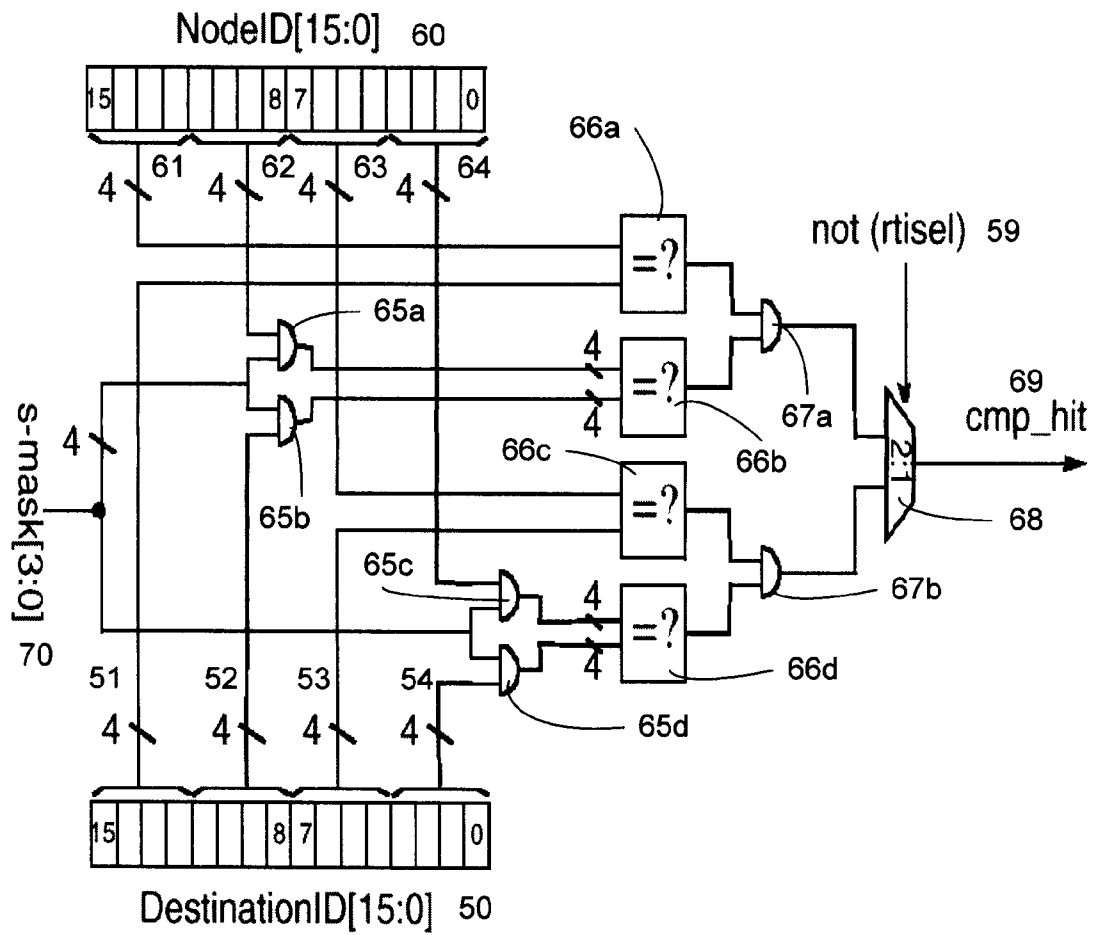 NodeID[15:0] 60
15 8 7 0
61 62 63 64
4 4 4 4
66a
=?
not (rtisel) 59
65a
4
4
=?
67a
66b
69
cmp_hit
s-mask[3:0]
4
70
65b
66c
=?
2:1
68
65c
4
4
=?
67b
66d
65d
51 52 53 54
4 4 4 4
15 8 7 0
DestinationID[15:0] 50